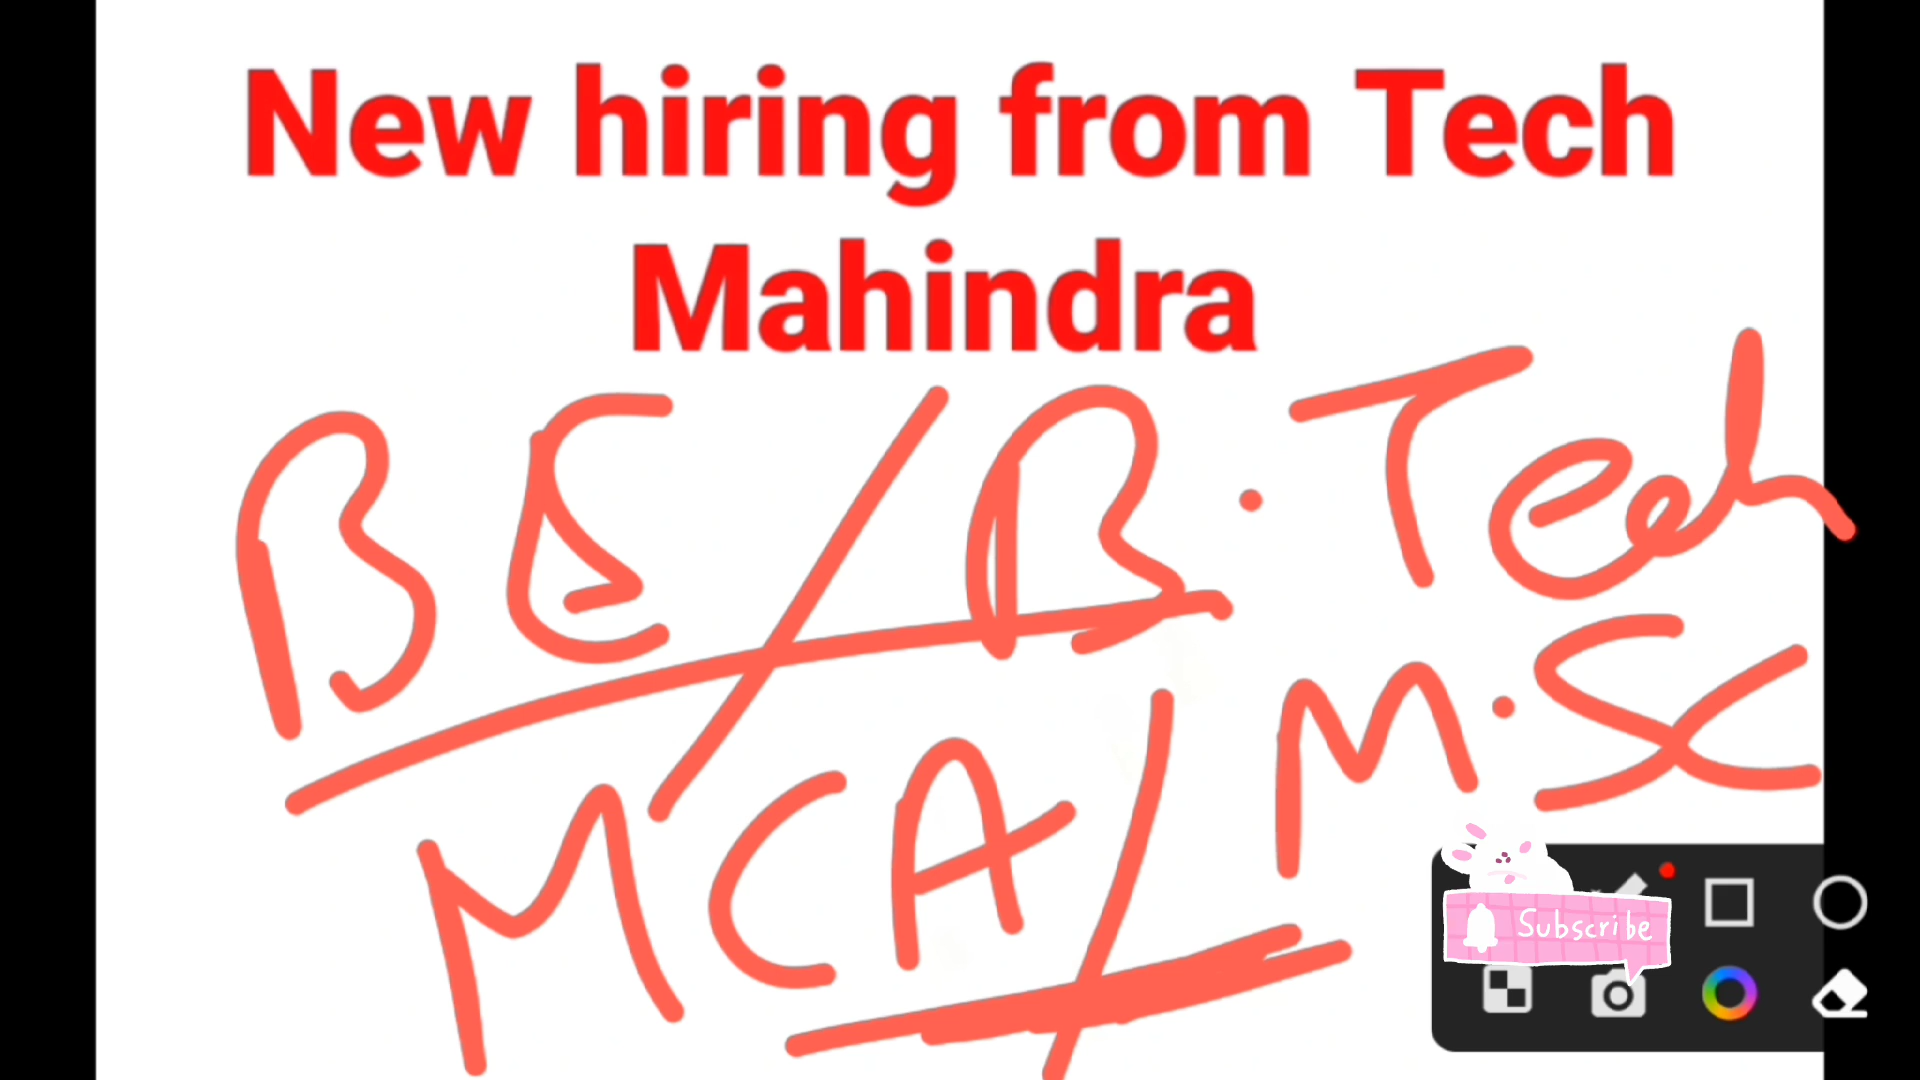 New hiring from Tech
Mahindra
BE/B.Tech
MCA/M.SC
Subscribe